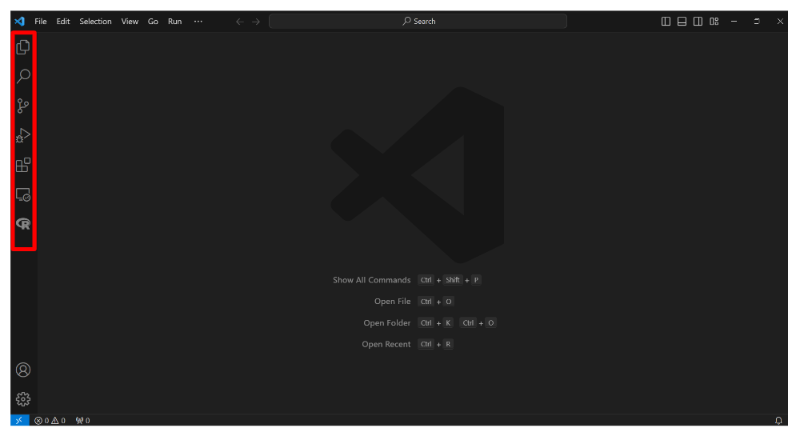 File Edit Selection View Go Run ··· Search
Show All Commands Ctrl + Shift + P
Open File Ctrl + O
Open Folder Ctrl + K Ctrl + O
Open Recent Ctrl + R
0 0 0